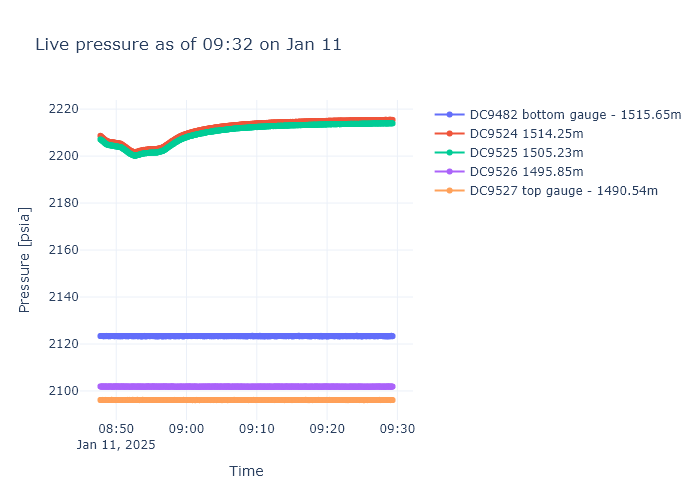 Live pressure as of 09:32 on Jan 11
DC9482 bottom gauge - 1515.65m
DC9524 1514.25m
DC9525 1505.23m
DC9526 1495.85m
DC9527 top gauge - 1490.54m
Pressure [psia]
2220
2200
2180
2160
2140
2120
2100
08:50
09:00
09:10
09:20
09:30
Jan 11, 2025
Time